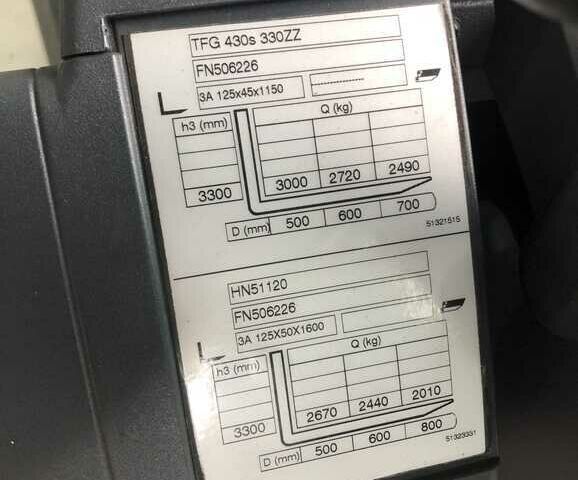 TFG 430s 330ZZ
FN506226
3A 125x45x1150
h3 (mm) Q (kg)
3300 3000 2720 2490
D (mm) 500 600 700
51321515
HN51120
FN506226
3A 125X50X1600
h3 (mm) Q (kg)
3300 2670 2440 2010
D (mm) 500 600 800
51323331